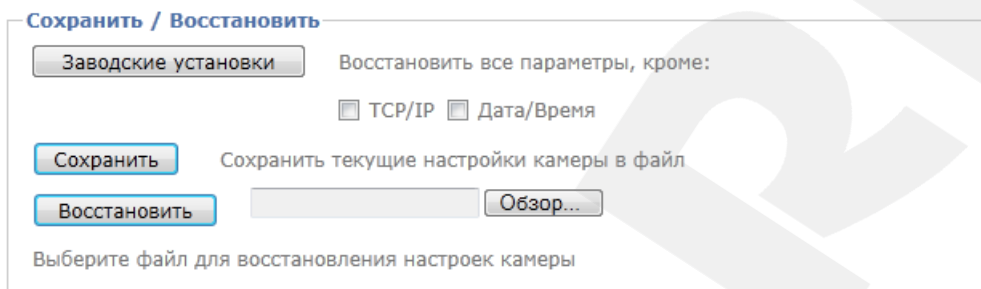 Сохранить / Восстановить
Заводские установки Восстановить все параметры, кроме:
TCP/IP Дата/Время
Сохранить Сохранить текущие настройки камеры в файл
Восстановить Обзор...
Выберите файл для восстановления настроек камеры